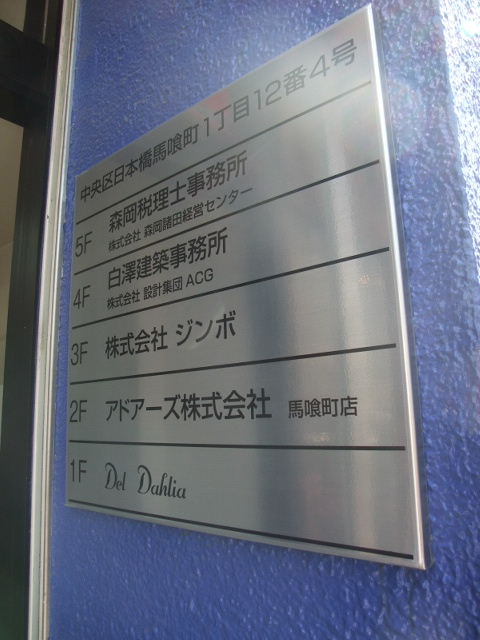 中央区日本橋馬喰町1丁目12番4号
5F 森岡税理士事務所
株式会社 森岡諸田経営センター
4F 白澤建築事務所
株式会社 設計集団 ACG
3F 株式会社 ジンボ
2F アドアーズ株式会社 馬喰町店
1F Del Dahlia